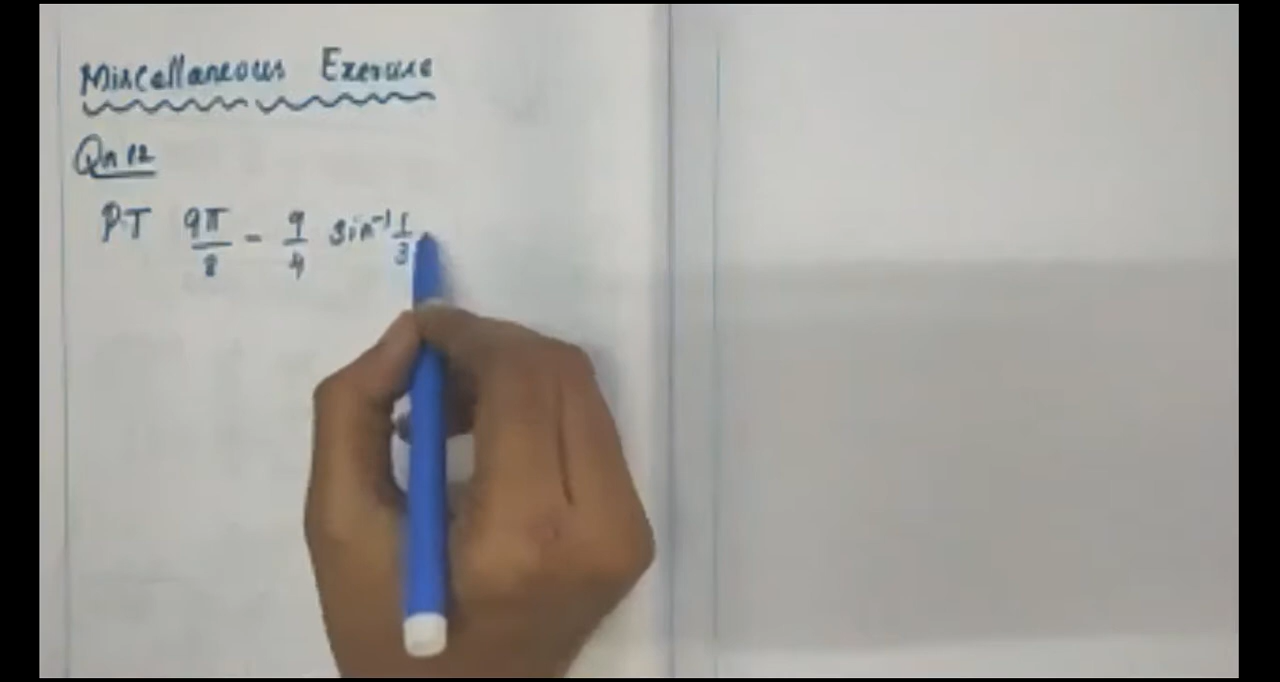 Miscellaneous Exercise
Qn 12
PT 9π/8 - 9/4 sin⁻¹ 1/3